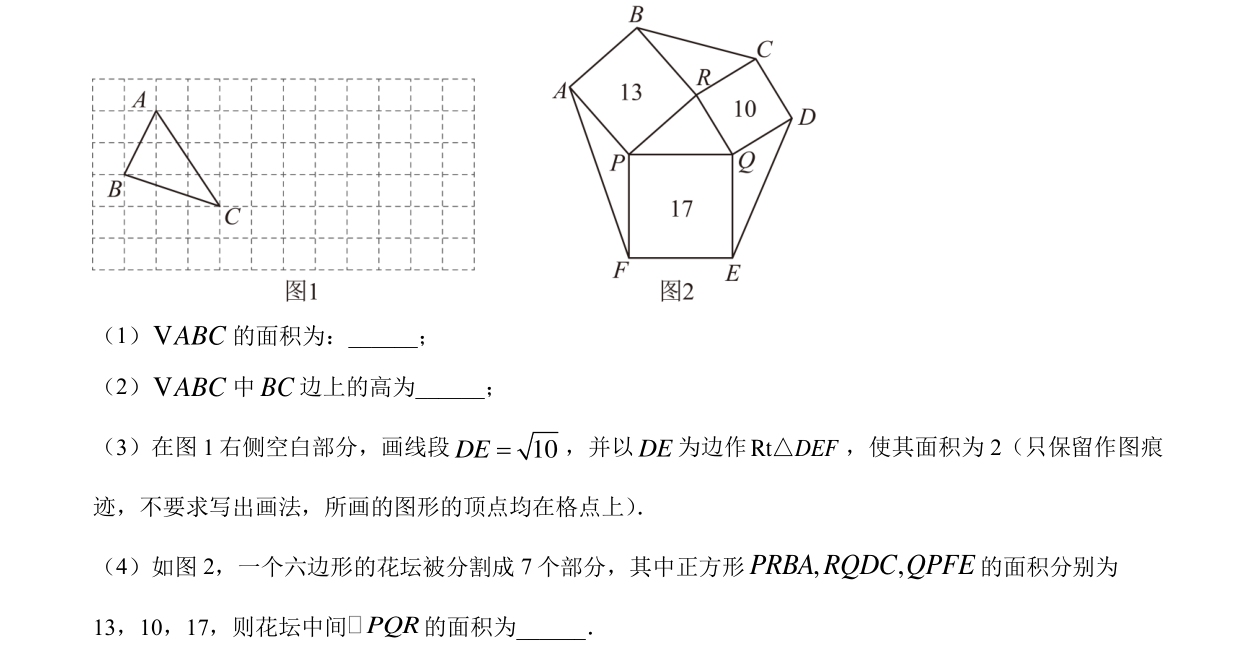 A
B
C
图1
B
C
R
A
13
10
D
P
Q
17
F
E
图2
（1）VABC 的面积为：______；
（2）VABC 中 BC 边上的高为______；
（3）在图 1 右侧空白部分，画线段 DE = √10 ，并以 DE 为边作 Rt△DEF ，使其面积为 2（只保留作图痕
迹，不要求写出画法，所画的图形的顶点均在格点上）．
（4）如图 2，一个六边形的花坛被分割成 7 个部分，其中正方形 PRBA, RQDC, QPFE 的面积分别为
13，10，17，则花坛中间□ PQR 的面积为______．